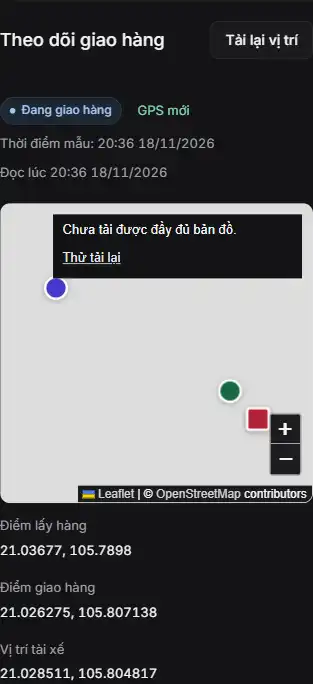 Theo dõi giao hàng
Tải lại vị trí
Đang giao hàng
GPS mới
Thời điểm mẫu: 20:36 18/11/2026
Đọc lúc 20:36 18/11/2026
Chưa tải được đầy đủ bản đồ.
Thử tải lại
+
−
Leaflet | © OpenStreetMap contributors
Điểm lấy hàng
21.03677, 105.7898
Điểm giao hàng
21.026275, 105.807138
Vị trí tài xế
21.028511, 105.804817